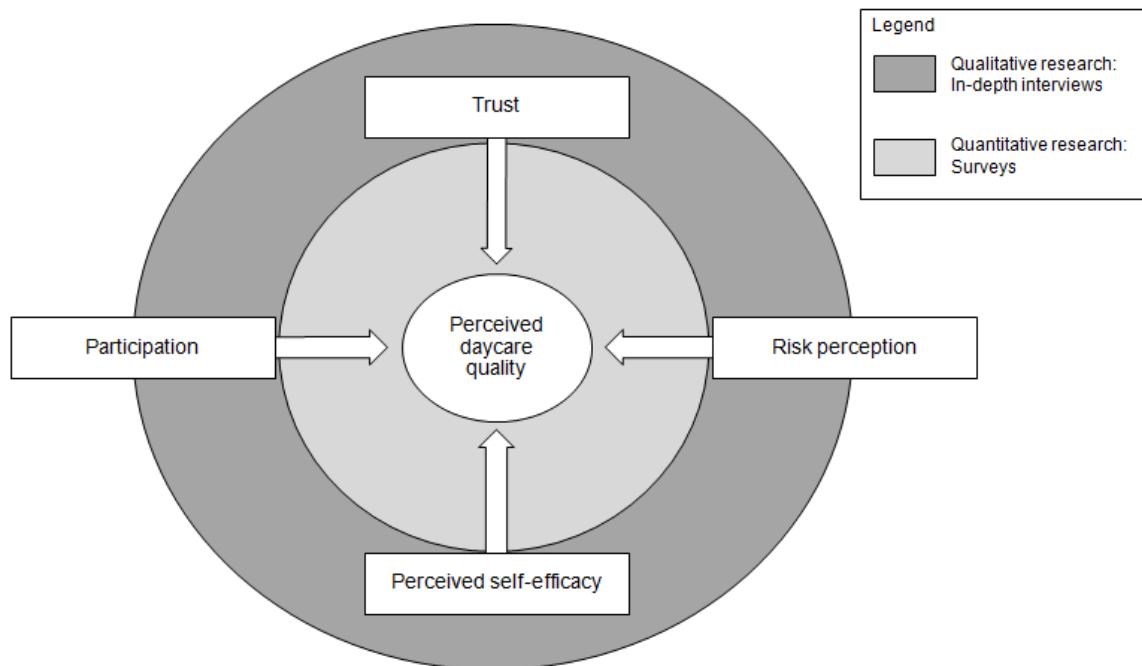 Legend
Qualitative research:
In-depth interviews
Quantitative research:
Surveys
Trust
Participation
Perceived
daycare
quality
Risk perception
Perceived self-efficacy